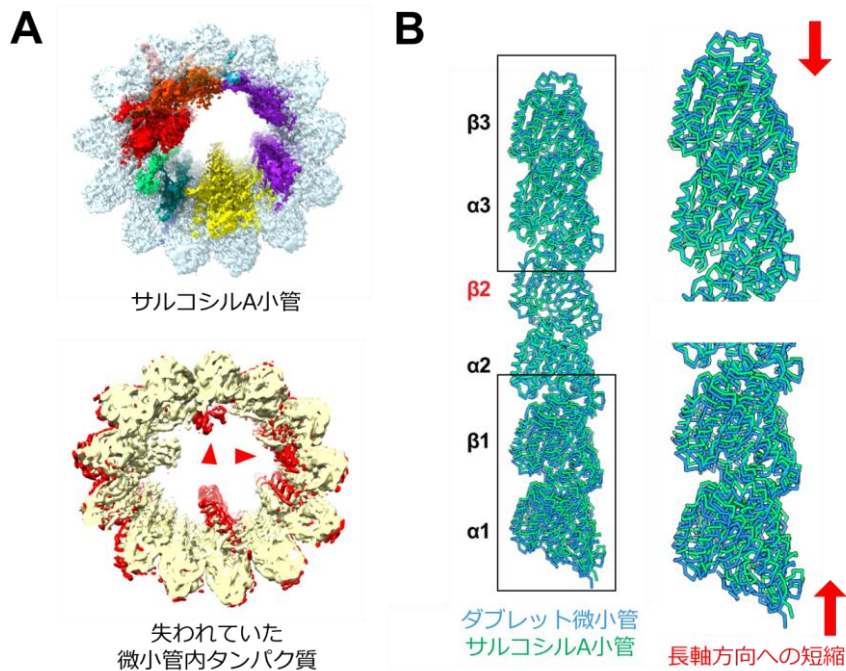 A
サルコシルA小管
失われていた
微小管内タンパク質
B
β3
α3
β2
α2
β1
α1
ダブレット微小管
サルコシルA小管
長軸方向への短縮